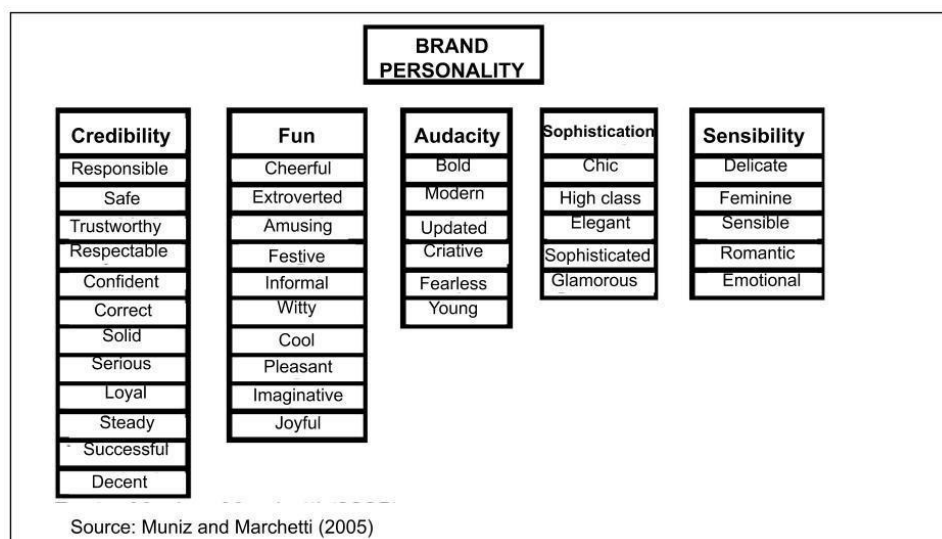 BRAND
PERSONALITY
Credibility
Responsible
Safe
Trustworthy
Respectable
Confident
Correct
Solid
Serious
Loyal
Steady
Successful
Decent
Fun
Cheerful
Extroverted
Amusing
Festive
Informal
Witty
Cool
Pleasant
Imaginative
Joyful
Audacity
Bold
Modern
Updated
Criative
Fearless
Young
Sophistication
Chic
High class
Elegant
Sophisticated
Glamorous
Sensibility
Delicate
Feminine
Sensible
Romantic
Emotional
Source: Muniz and Marchetti (2005)